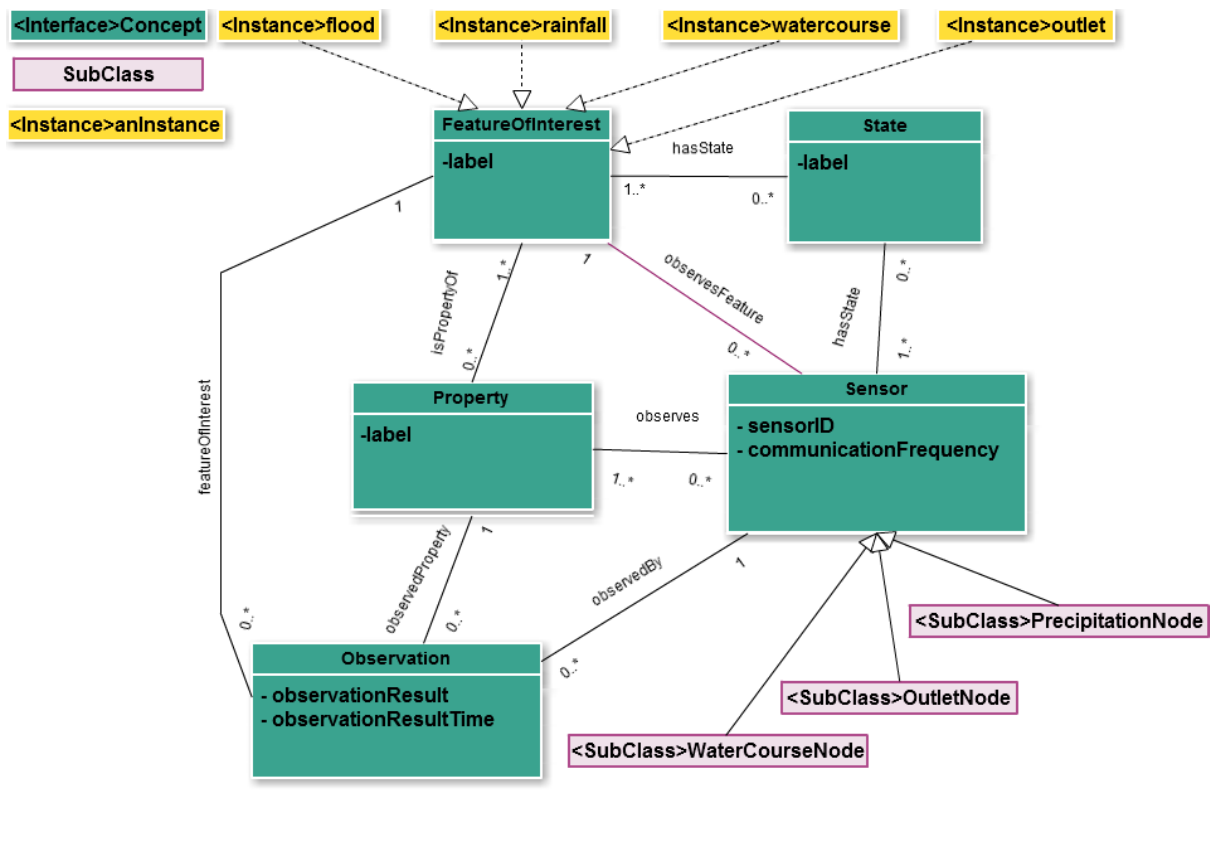 <Interface>Concept
<Instance>flood
<Instance>rainfall
<Instance>watercourse
<Instance>outlet
SubClass
<Instance>anInstance
FeatureOfInterest
-label
State
-label
hasState
1..*
0..*
1
1..*
isPropertyOf
0..*
1
observesFeature
0..*
0..*
hasState
1..*
featureOfInterest
0..*
Property
-label
observes
1..*
0..*
Sensor
- sensorID
- communicationFrequency
1
observedProperty
0..*
1
observedBy
0..*
Observation
- observationResult
- observationResultTime
<SubClass>PrecipitationNode
<SubClass>OutletNode
<SubClass>WaterCourseNode